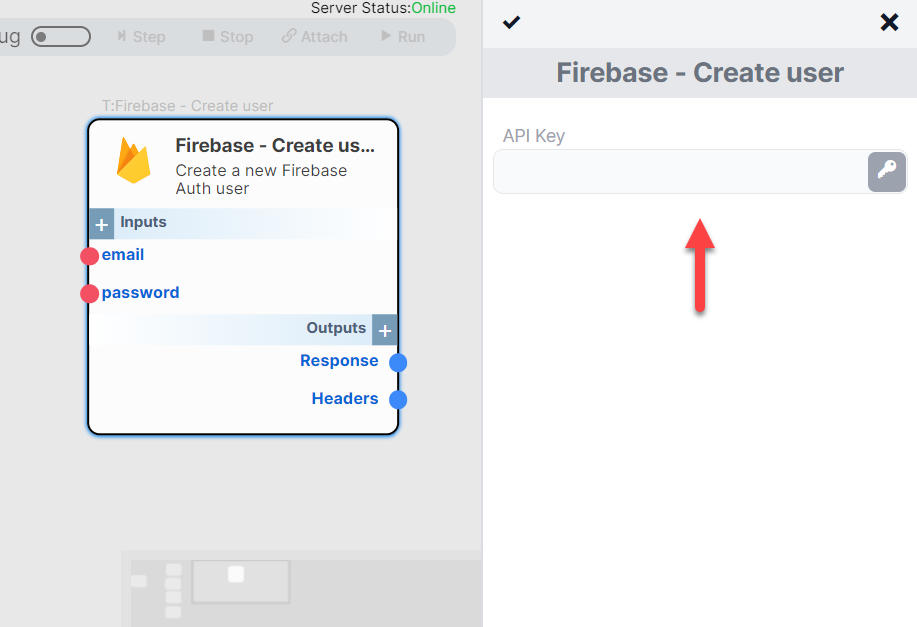 Server Status:Online
ug
Step
Stop
Attach
Run
T:Firebase - Create user
Firebase - Create us...
Create a new Firebase
Auth user
Inputs
email
password
Outputs
Response
Headers
Firebase - Create user
API Key